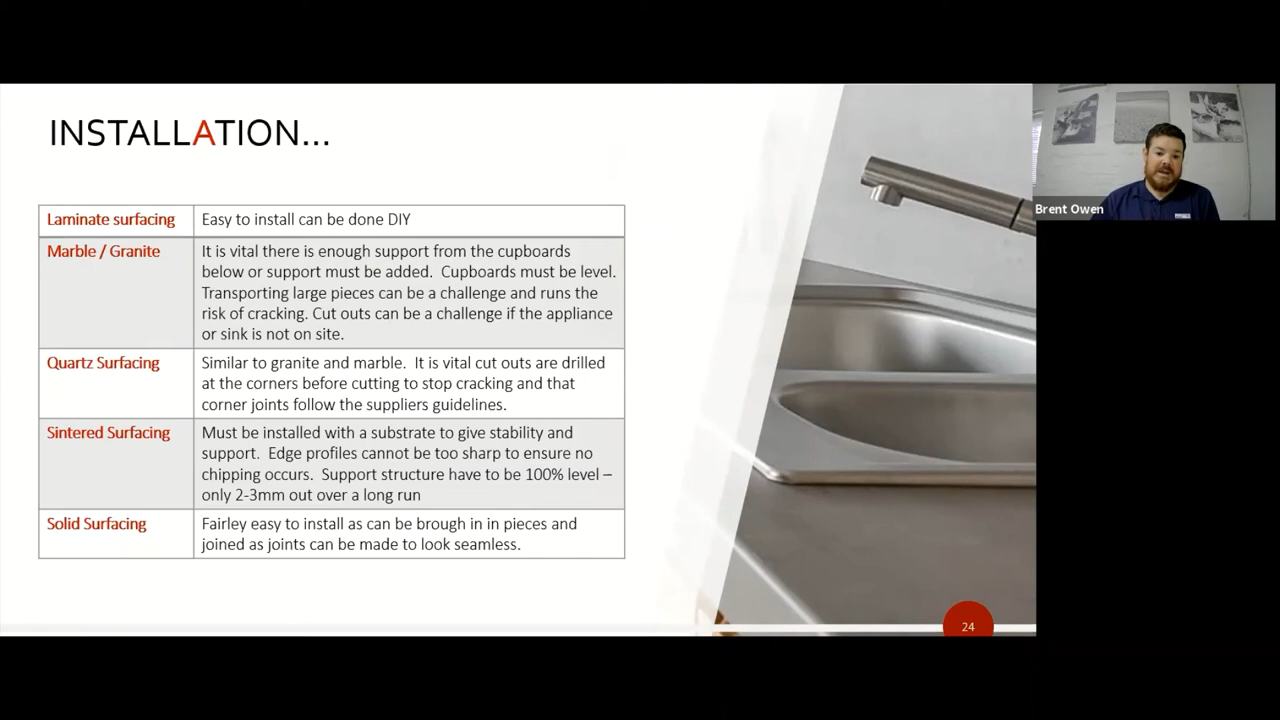 INSTALLATION...
Laminate surfacing
Easy to install can be done DIY
Marble / Granite
It is vital there is enough support from the cupboards
below or support must be added. Cupboards must be level.
Transporting large pieces can be a challenge and runs the
risk of cracking. Cut outs can be a challenge if the appliance
or sink is not on site.
Quartz Surfacing
Similar to granite and marble. It is vital cut outs are drilled
at the corners before cutting to stop cracking and that
corner joints follow the suppliers guidelines.
Sintered Surfacing
Must be installed with a substrate to give stability and
support. Edge profiles cannot be too sharp to ensure no
chipping occurs. Support structure have to be 100% level –
only 2-3mm out over a long run
Solid Surfacing
Fairley easy to install as can be brough in in pieces and
joined as joints can be made to look seamless.
24
Brent Owen